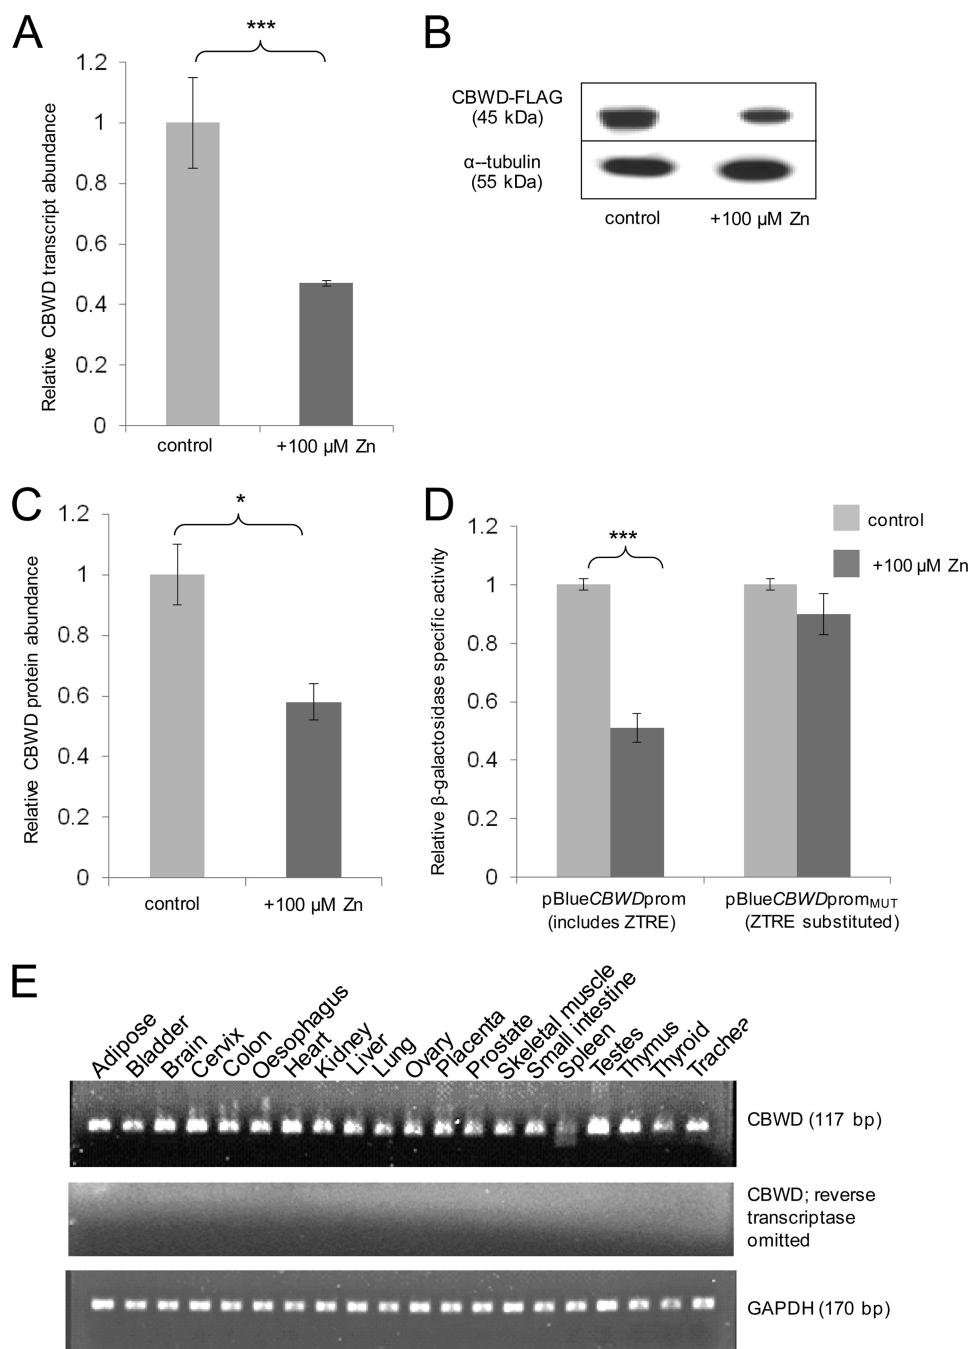 A
***
1.2
1
0.8
0.6
0.4
0.2
0
Relative CBWD transcript abundance
control
+100 µM Zn
B
CBWD-FLAG
(45 kDa)
α--tubulin
(55 kDa)
control
+100 µM Zn
C
*
1.2
1
0.8
0.6
0.4
0.2
0
Relative CBWD protein abundance
control
+100 µM Zn
D
***
1.2
1
0.8
0.6
0.4
0.2
0
Relative β-galactosidase specific activity
control
+100 µM Zn
pBlueCBWDprom
(includes ZTRE)
pBlueCBWDpromMUT
(ZTRE substituted)
E
Adipose
Bladder
Brain
Cervix
Colon
Oesophagus
Heart
Kidney
Liver
Lung
Ovary
Placenta
Prostate
Skeletal muscle
Small intestine
Spleen
Testes
Thymus
Thyroid
Trachea
CBWD (117 bp)
CBWD; reverse
transcriptase
omitted
GAPDH (170 bp)